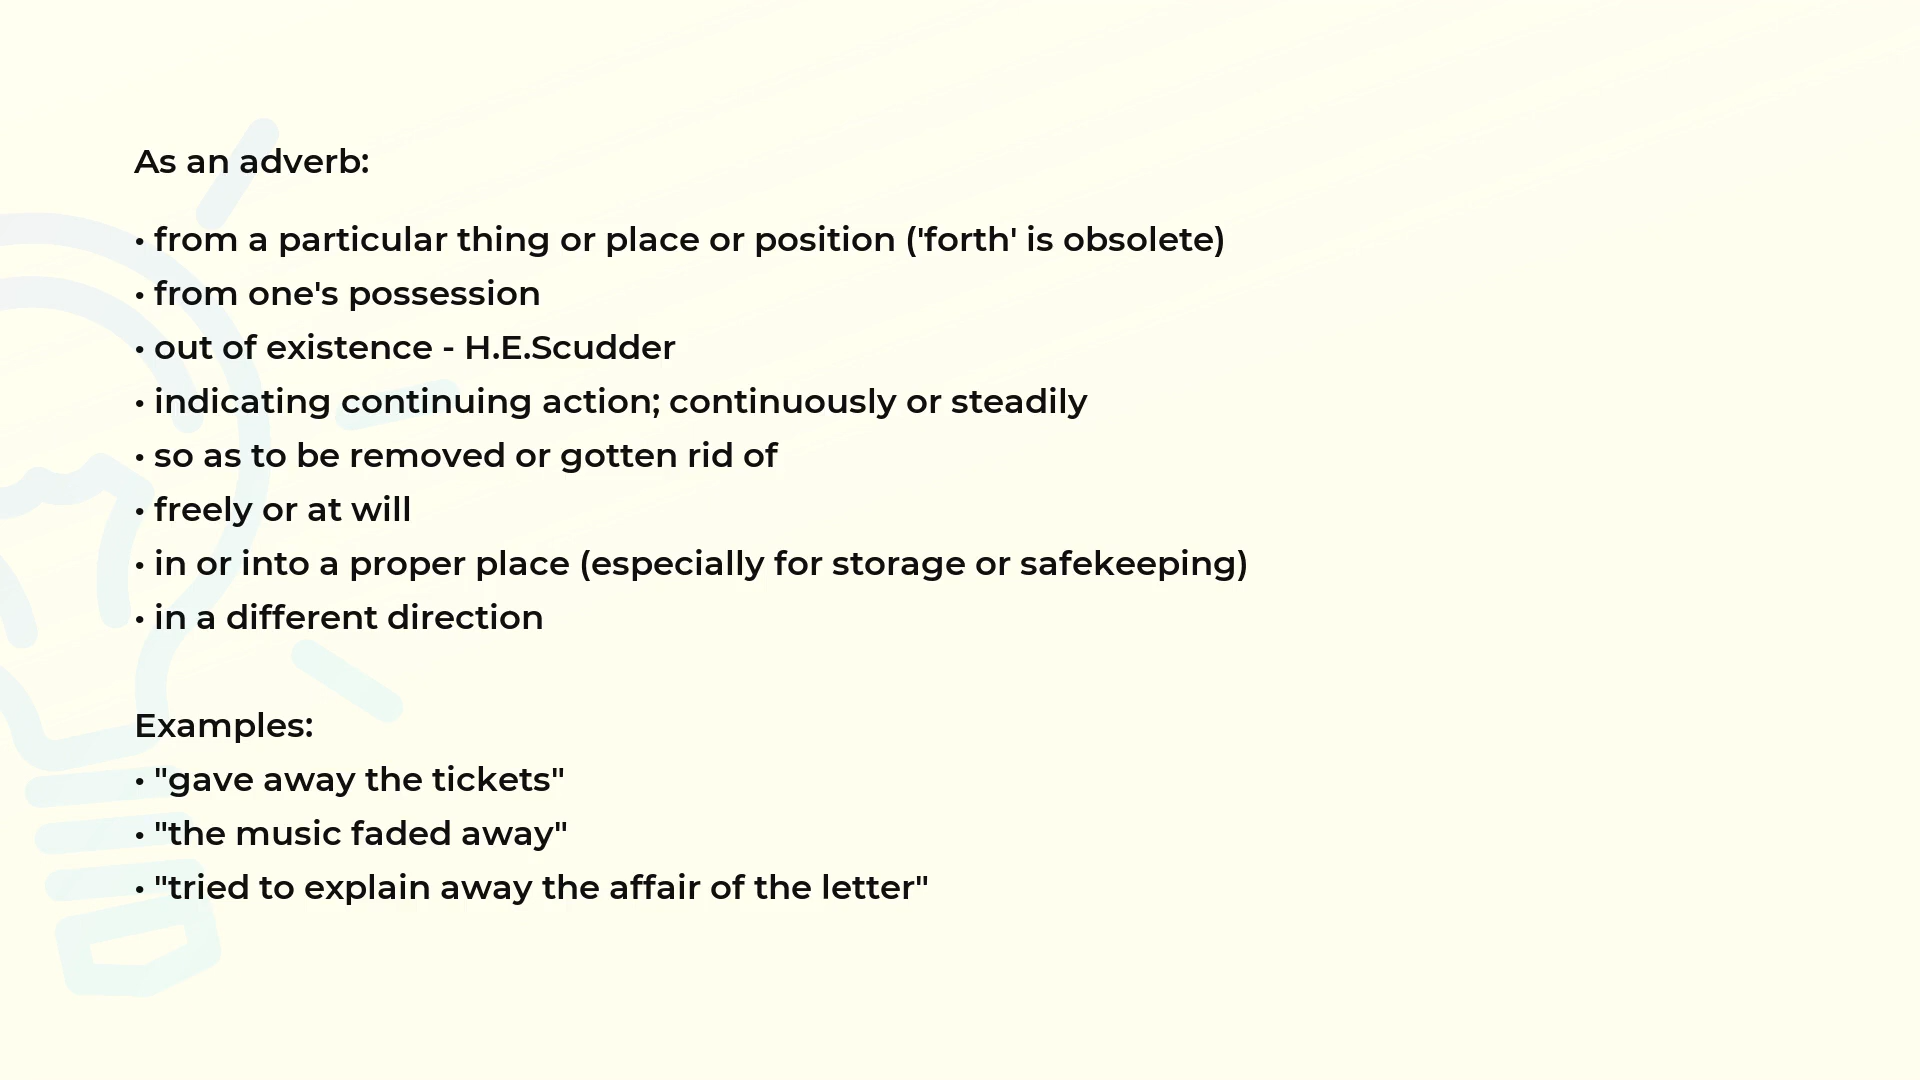 As an adverb:
• from a particular thing or place or position ('forth' is obsolete)
• from one's possession
• out of existence - H.E.Scudder
• indicating continuing action; continuously or steadily
• so as to be removed or gotten rid of
• freely or at will
• in or into a proper place (especially for storage or safekeeping)
• in a different direction
Examples:
• "gave away the tickets"
• "the music faded away"
• "tried to explain away the affair of the letter"